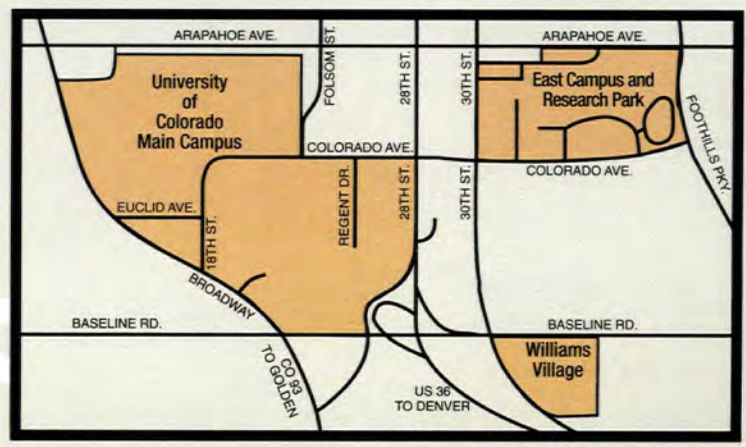 ARAPAHOE AVE.
ARAPAHOE AVE.
FOLSOM ST.
28TH ST.
30TH ST.
University
of
Colorado
Main Campus
East Campus and
Research Park
FOOTHILLS PKY.
COLORADO AVE.
COLORADO AVE.
EUCLID AVE.
18TH ST.
REGENT DR.
28TH ST.
30TH ST.
BROADWAY
BASELINE RD.
BASELINE RD.
Williams
Village
CO 93
TO GOLDEN
US 36
TO DENVER